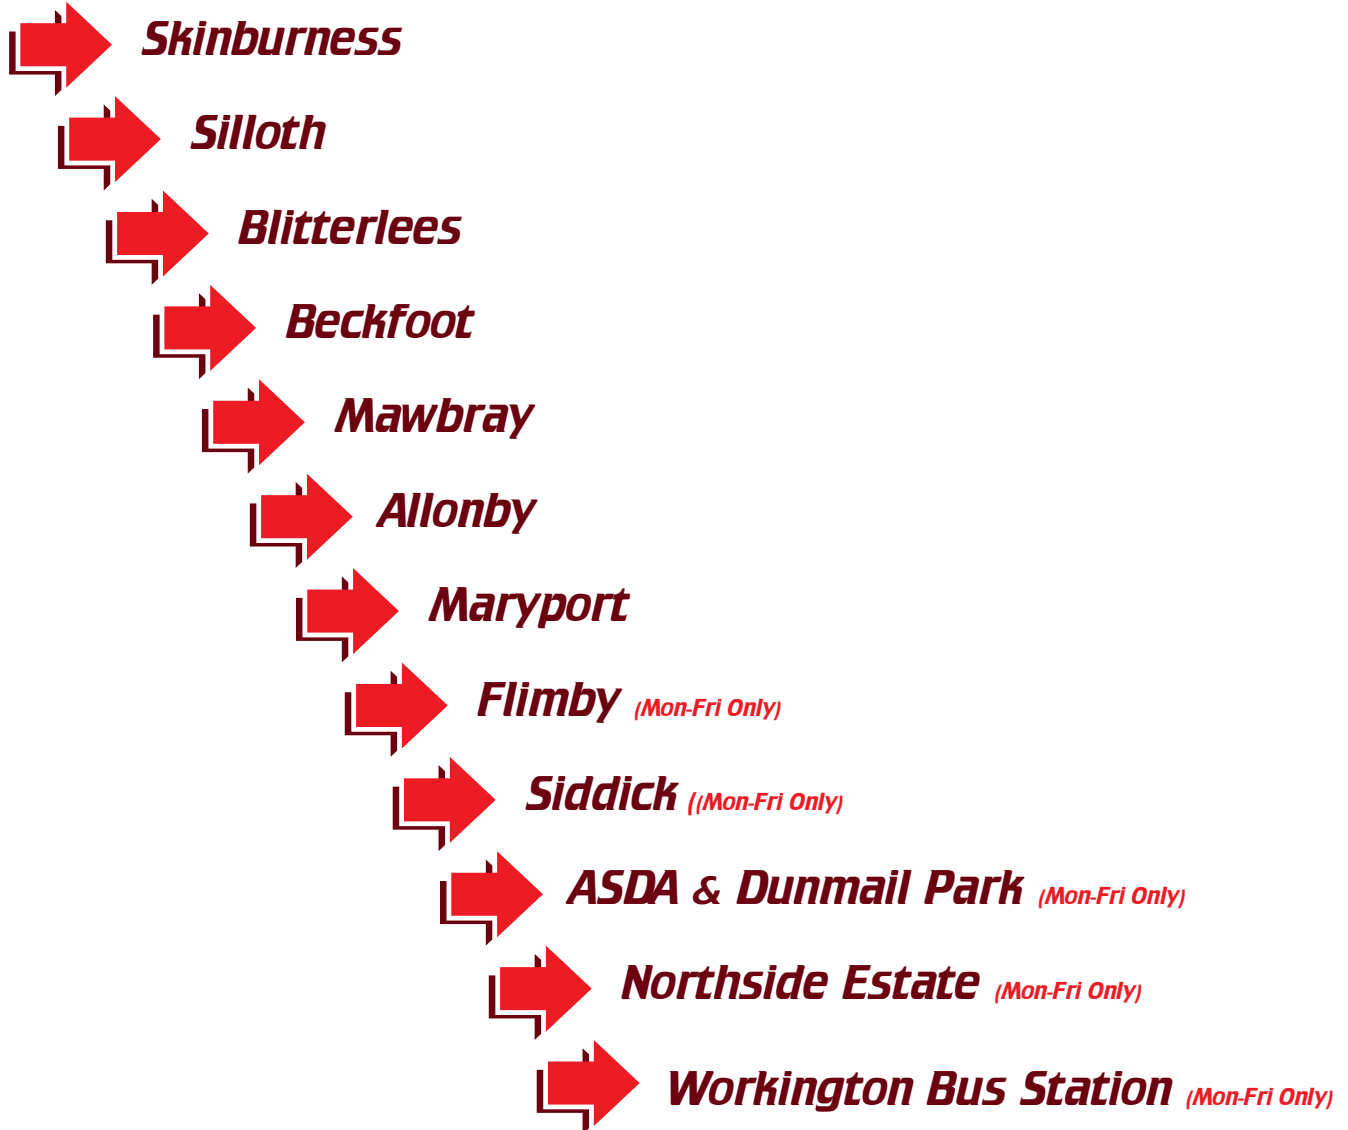 Skinburness
Silloth
Blitterlees
Beckfoot
Mawbray
Allonby
Maryport
Flimby (Mon-Fri Only)
Siddick ((Mon-Fri Only)
ASDA & Dunmail Park (Mon-Fri Only)
Northside Estate (Mon-Fri Only)
Workington Bus Station (Mon-Fri Only)